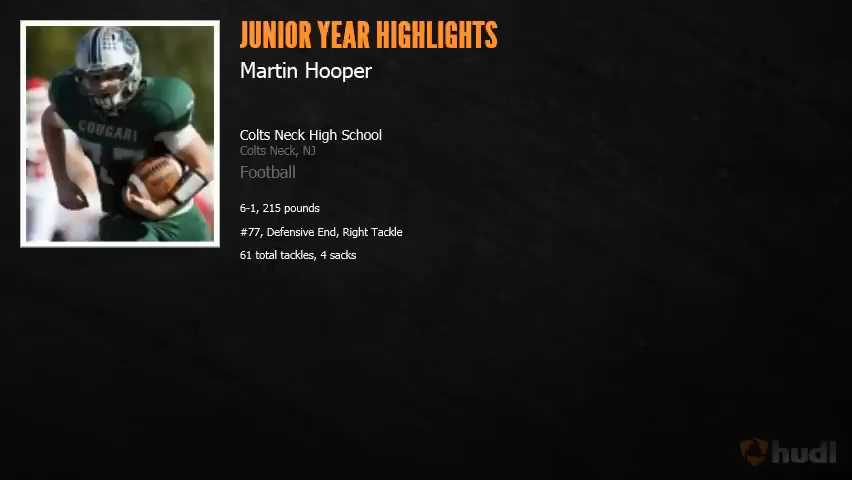 JUNIOR YEAR HIGHLIGHTS
Martin Hooper
Colts Neck High School
Colts Neck, NJ
Football
6-1, 215 pounds
#77, Defensive End, Right Tackle
61 total tackles, 4 sacks
COUGARS
77
hudl